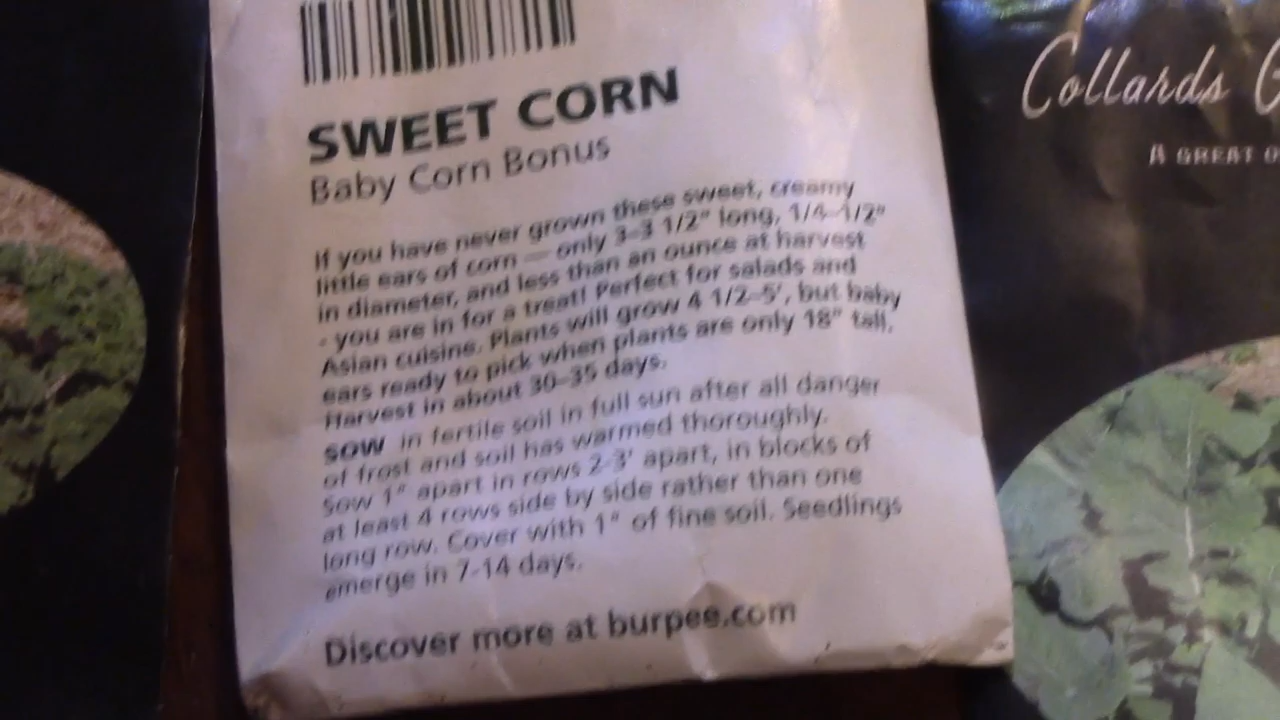 SWEET CORN
Baby Corn Bonus
If you have never grown these sweet, creamy
little ears of corn — only 3–3 1/2" long, 1/4–1/2"
in diameter, and less than an ounce at harvest
- you are in for a treat! Perfect for salads and
Asian cuisine. Plants will grow 4 1/2–5', but baby
ears ready to pick when plants are only 18" tall.
Harvest in about 30–35 days.
SOW in fertile soil in full sun after all danger
of frost and soil has warmed thoroughly.
Sow 1" apart in rows 2-3' apart, in blocks of
at least 4 rows side by side rather than one
long row. Cover with 1" of fine soil. Seedlings
emerge in 7-14 days.
Discover more at burpee.com
Collards G
A GREAT O